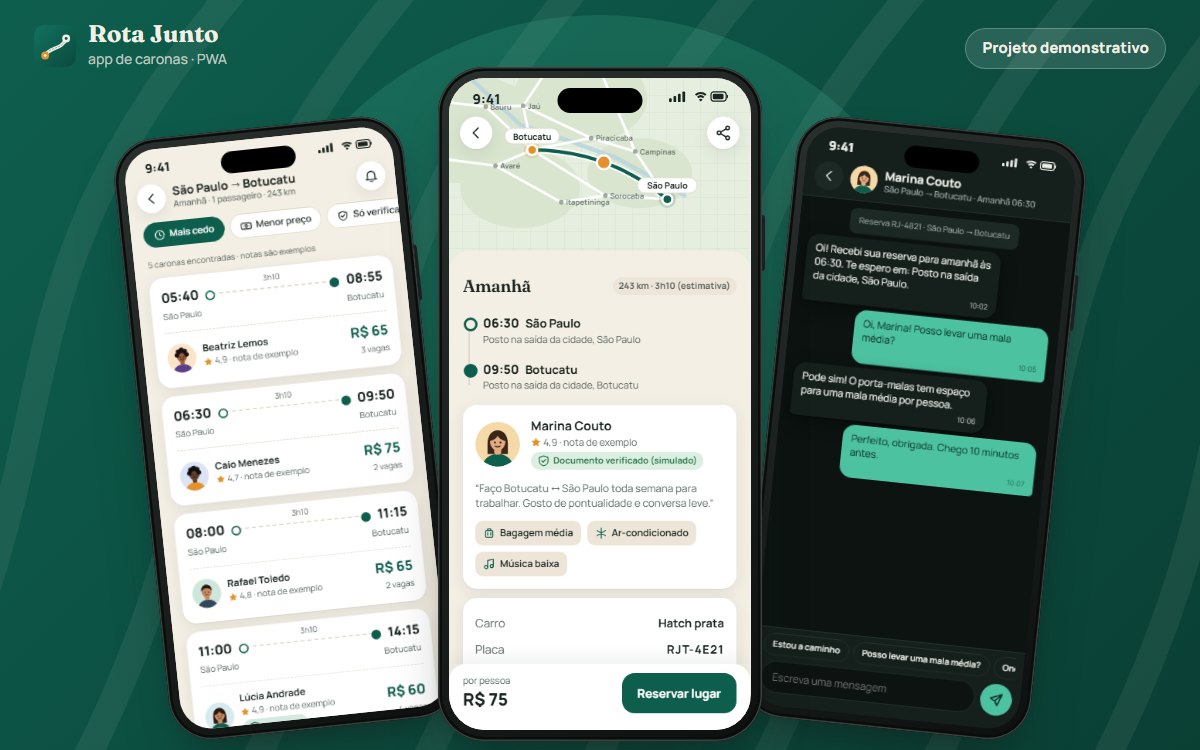 Rota Junto
app de caronas · PWA
Projeto demonstrativo
9:41
São Paulo → Botucatu
Amanhã · 1 passageiro · 243 km
Mais cedo
Menor preço
Só verifica
5 caronas encontradas · notas são exemplos
05:40
3h10
08:55
São Paulo
Botucatu
Beatriz Lemos
4,9 · nota de exemplo
R$ 65
3 vagas
06:30
3h10
09:50
São Paulo
Botucatu
Caio Menezes
4,7 · nota de exemplo
R$ 75
2 vagas
08:00
3h10
11:15
São Paulo
Botucatu
Rafael Toledo
4,8 · nota de exemplo
R$ 65
2 vagas
11:00
3h10
14:15
São Paulo
Botucatu
Lúcia Andrade
4,9 · nota de exemplo
R$ 60
9:41
Bauru
Jaú
Botucatu
Piracicaba
Campinas
Avaré
São Paulo
Sorocaba
Itapetininga
Amanhã
243 km · 3h10 (estimativa)
06:30 São Paulo
Posto na saída da cidade, São Paulo
09:50 Botucatu
Posto na saída da cidade, Botucatu
Marina Couto
4,9 · nota de exemplo
Documento verificado (simulado)
“Faço Botucatu ↔ São Paulo toda semana para
trabalhar. Gosto de pontualidade e conversa leve.”
Bagagem média
Ar-condicionado
Música baixa
Carro
Hatch prata
Placa
RJT-4E21
por pessoa
R$ 75
Reservar lugar
9:41
Marina Couto
São Paulo → Botucatu · Amanhã 06:30
Reserva RJ-4821 · São Paulo → Botucatu
Oi! Recebi sua reserva para amanhã às
06:30. Te espero em: Posto na saída
da cidade, São Paulo.
10:02
Oi, Marina! Posso levar uma mala
média?
10:05
Pode sim! O porta-malas tem espaço
para uma mala média por pessoa.
10:06
Perfeito, obrigada. Chego 10 minutos
antes.
10:07
Estou a caminho
Posso levar uma mala média?
Escreva uma mensagem